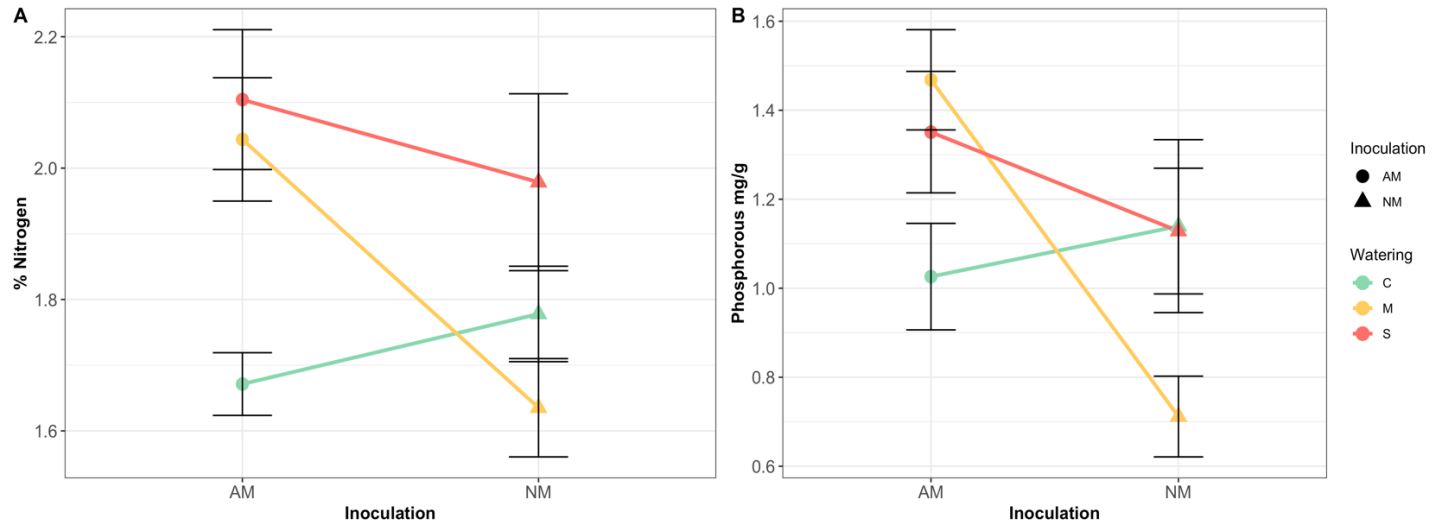 A
% Nitrogen
2.2
2.0
1.8
1.6
AM
NM
Inoculation
B
Phosphorous mg/g
1.6
1.4
1.2
1.0
0.8
0.6
AM
NM
Inoculation
Inoculation
AM
NM
Watering
C
M
S